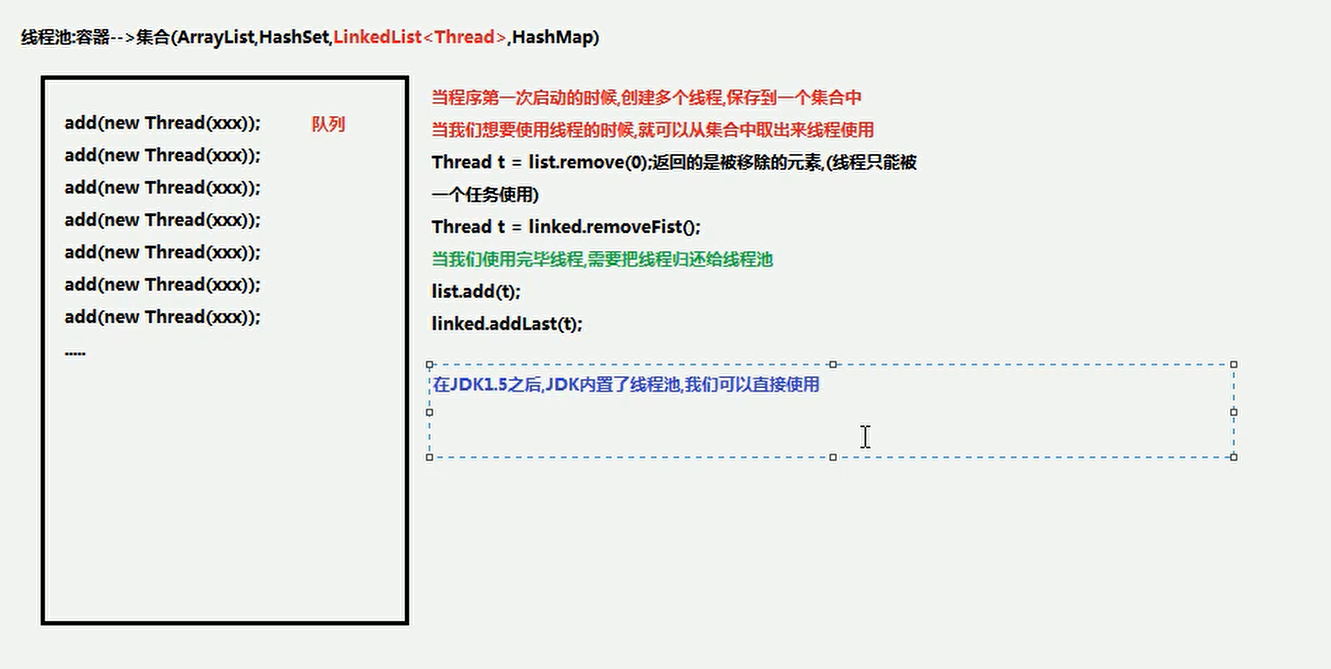 线程池:容器-->集合(ArrayList,HashSet,LinkedList<Thread>,HashMap)
add(new Thread(xxx)); 队列
add(new Thread(xxx));
add(new Thread(xxx));
add(new Thread(xxx));
add(new Thread(xxx));
add(new Thread(xxx));
add(new Thread(xxx));
.....
当程序第一次启动的时候,创建多个线程,保存到一个集合中
当我们想要使用线程的时候,就可以从集合中取出来线程使用
Thread t = list.remove(0);返回的是被移除的元素,(线程只能被
一个任务使用)
Thread t = linked.removeFist();
当我们使用完毕线程,需要把线程归还给线程池
list.add(t);
linked.addLast(t);
在JDK1.5之后,JDK内置了线程池,我们可以直接使用